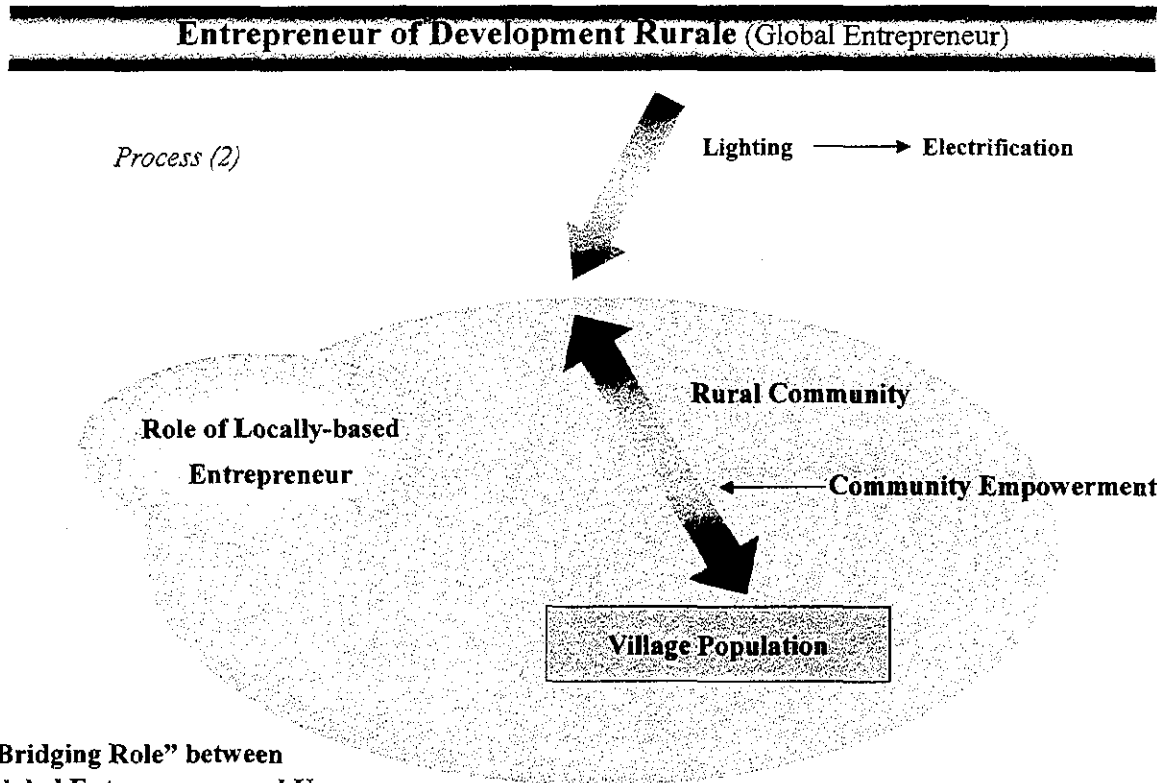 Entrepreneur of Development Rurale (Global Entrepreneur)
Process (2)
Lighting → Electrification
Rural Community
Role of Locally-based
Entrepreneur
Community Empowerment
Village Population
Bridging Role” between